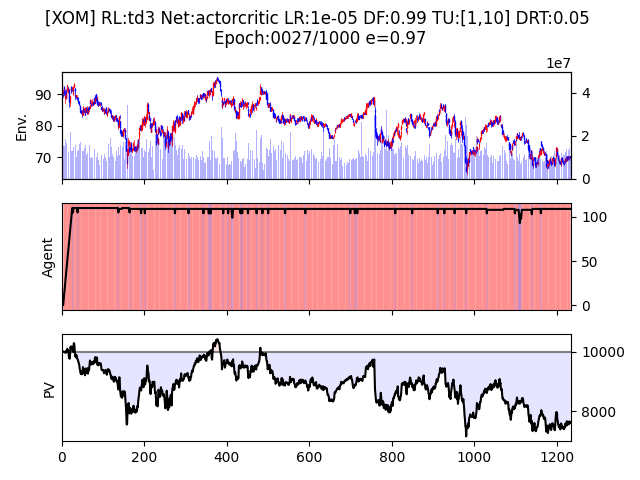 [XOM] RL:td3 Net:actorcritic LR:1e-05 DF:0.99 TU:[1,10] DRT:0.05
Epoch:0027/1000 e=0.97
1e7
Env.
90
80
70
4
2
0
Agent
100
50
0
PV
10000
8000
0 200 400 600 800 1000 1200